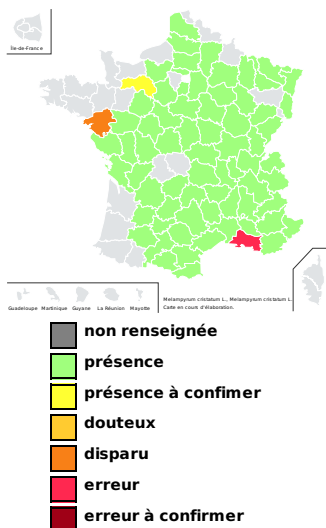 Île-de-France
Guadeloupe Martinique Guyane La Réunion Mayotte
Melampyrum cristatum L., Melampyrum cristatum L.
Carte en cours d'élaboration.
non renseignée
présence
présence à confimer
douteux
disparu
erreur
erreur à confirmer